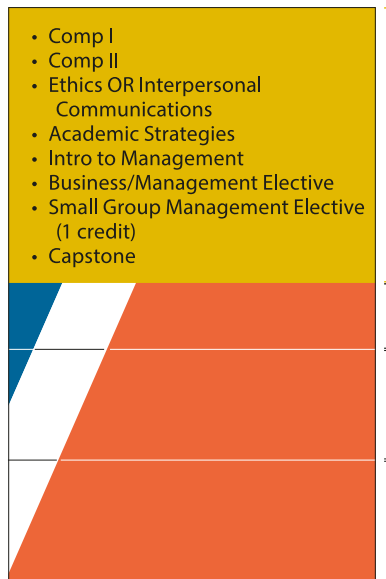 • Comp I
• Comp II
• Ethics OR Interpersonal
Communications
• Academic Strategies
• Intro to Management
• Business/Management Elective
• Small Group Management Elective
(1 credit)
• Capstone